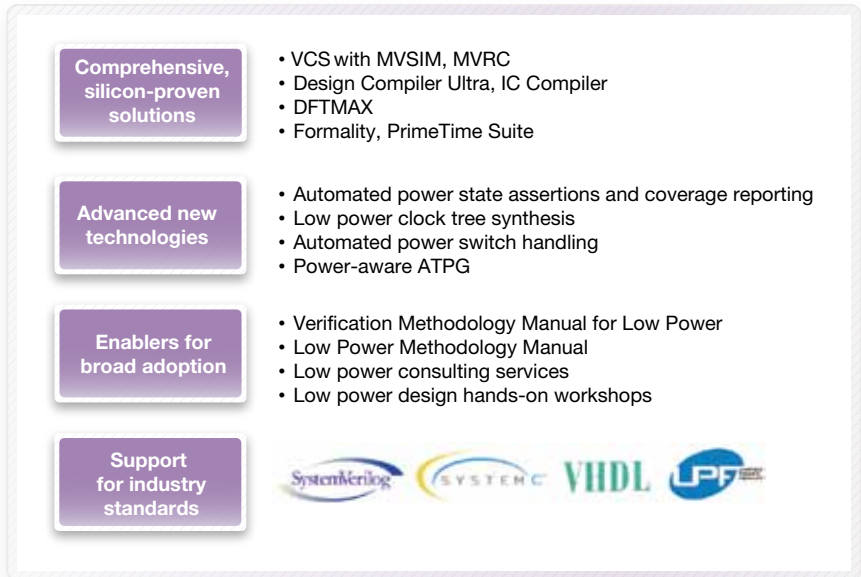 Comprehensive,
silicon-proven
solutions
• VCS with MVSIM, MVRC
• Design Compiler Ultra, IC Compiler
• DFTMAX
• Formality, PrimeTime Suite
Advanced new
technologies
• Automated power state assertions and coverage reporting
• Low power clock tree synthesis
• Automated power switch handling
• Power-aware ATPG
Enablers for
broad adoption
• Verification Methodology Manual for Low Power
• Low Power Methodology Manual
• Low power consulting services
• Low power design hands-on workshops
Support
for industry
standards
SystemVerilog
SYSTEMC
VHDL
UPF